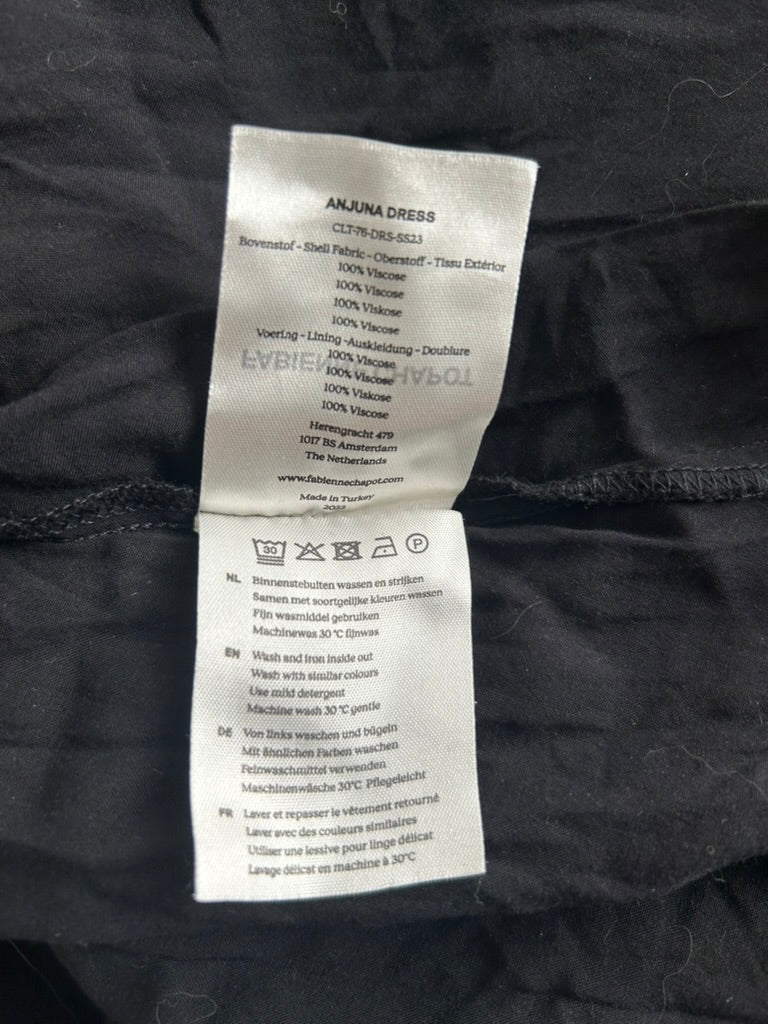 ANJUNA DRESS
CLT-76-DRS-SS23
Bovenstof - Shell Fabric - Oberstoff - Tissu Extérior
100% Viscose
100% Viscose
100% Viskose
100% Viscose
Voering - Lining -Auskleidung - Doublure
100% Viscose
FABIENNE CHAPOT
100% Viscose
100% Viskose
100% Viscose
Herengracht 479
1017 BS Amsterdam
The Netherlands
www.fabiennechapot.com
Made in Turkey
2022
30 P
NL Binnenstebuiten wassen en strijken
Samen met soortgelijke kleuren wassen
Fijn wasmiddel gebruiken
Machinewas 30 °C fijnwas
EN Wash and iron inside out
Wash with similar colours
Use mild detergent
Machine wash 30 °C gentle
DE Von links waschen und bügeln
Mit ähnlichen Farben waschen
Feinwaschmittel verwenden
Maschinenwäsche 30°C Pflegeleicht
FR Laver et repasser le vêtement retourné
Laver avec des couleurs similaires
Utiliser une lessive pour linge délicat
Lavage délicat en machine à 30°C